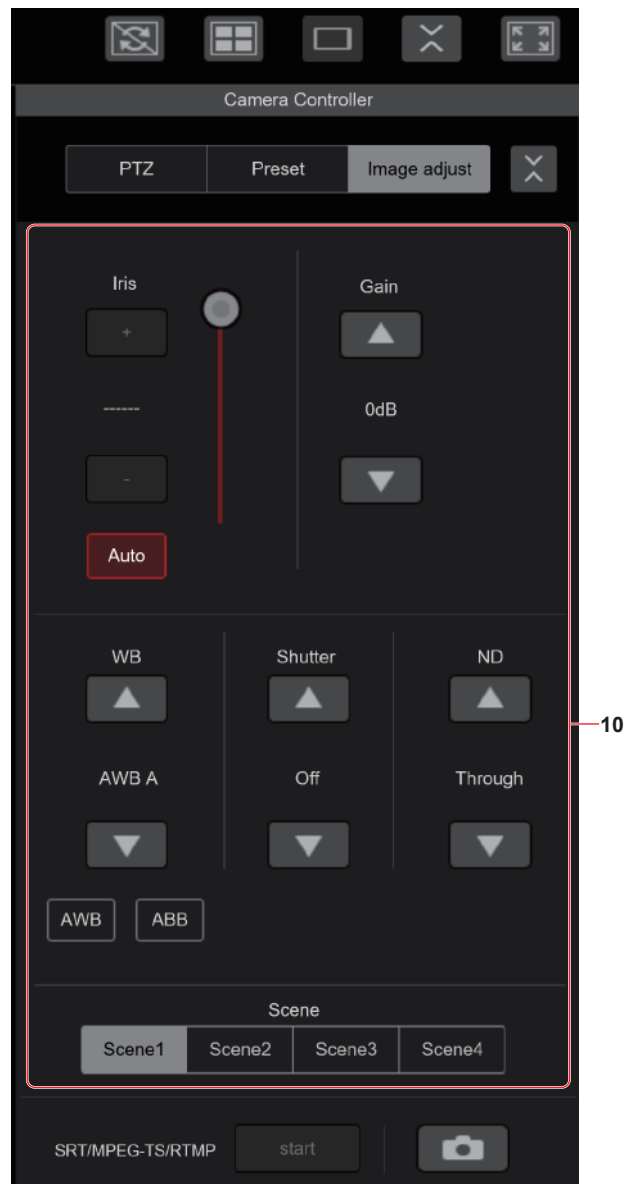 Camera Controller
PTZ Preset Image adjust
Iris Gain
+
------ 0dB
-
Auto
WB Shutter ND
10
AWB A Off Through
AWB ABB
Scene
Scene1 Scene2 Scene3 Scene4
SRT/MPEG-TS/RTMP start